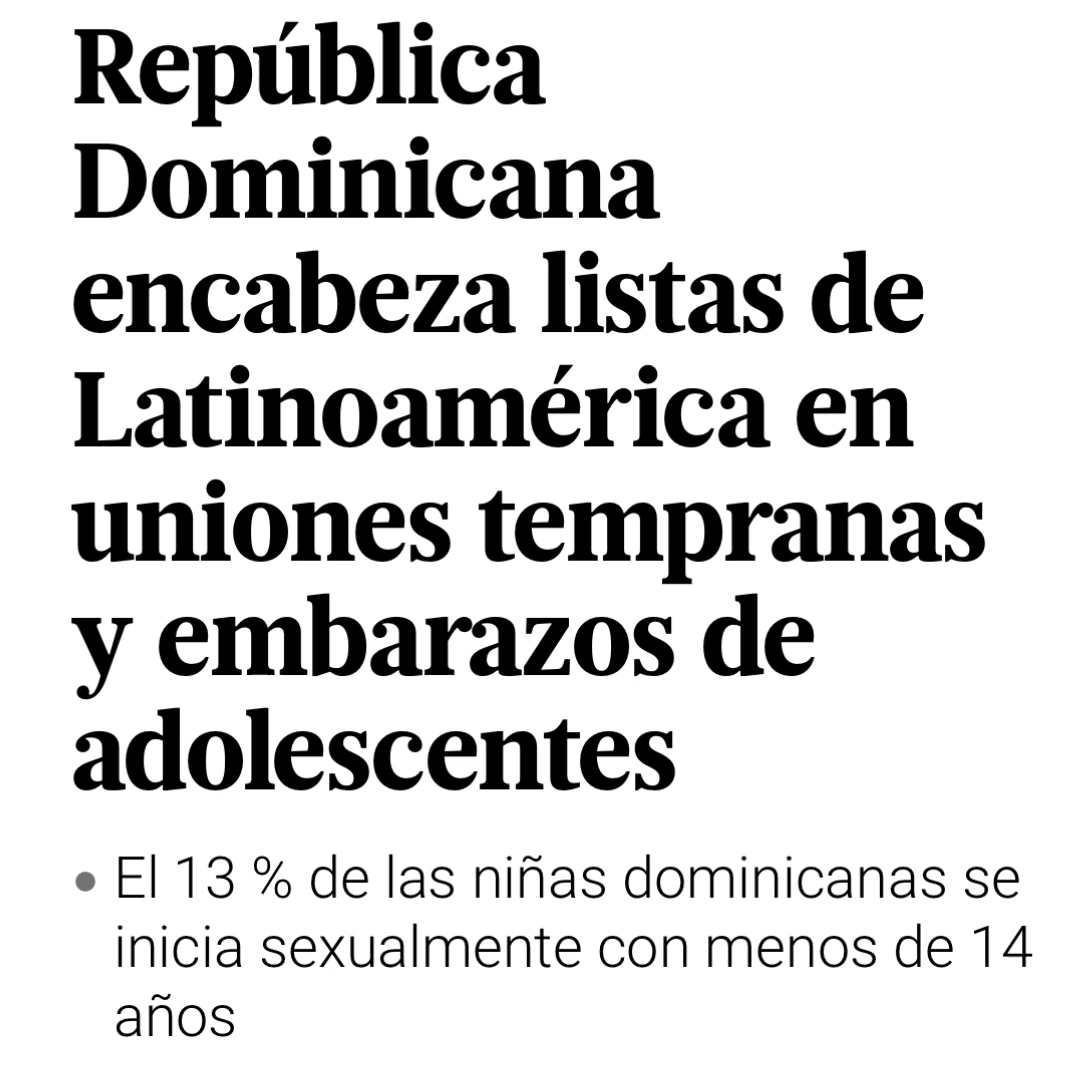 República
Dominicana
encabeza listas de
Latinoamérica en
uniones tempranas
y embarazos de
adolescentes
• El 13 % de las niñas dominicanas se
inicia sexualmente con menos de 14
años